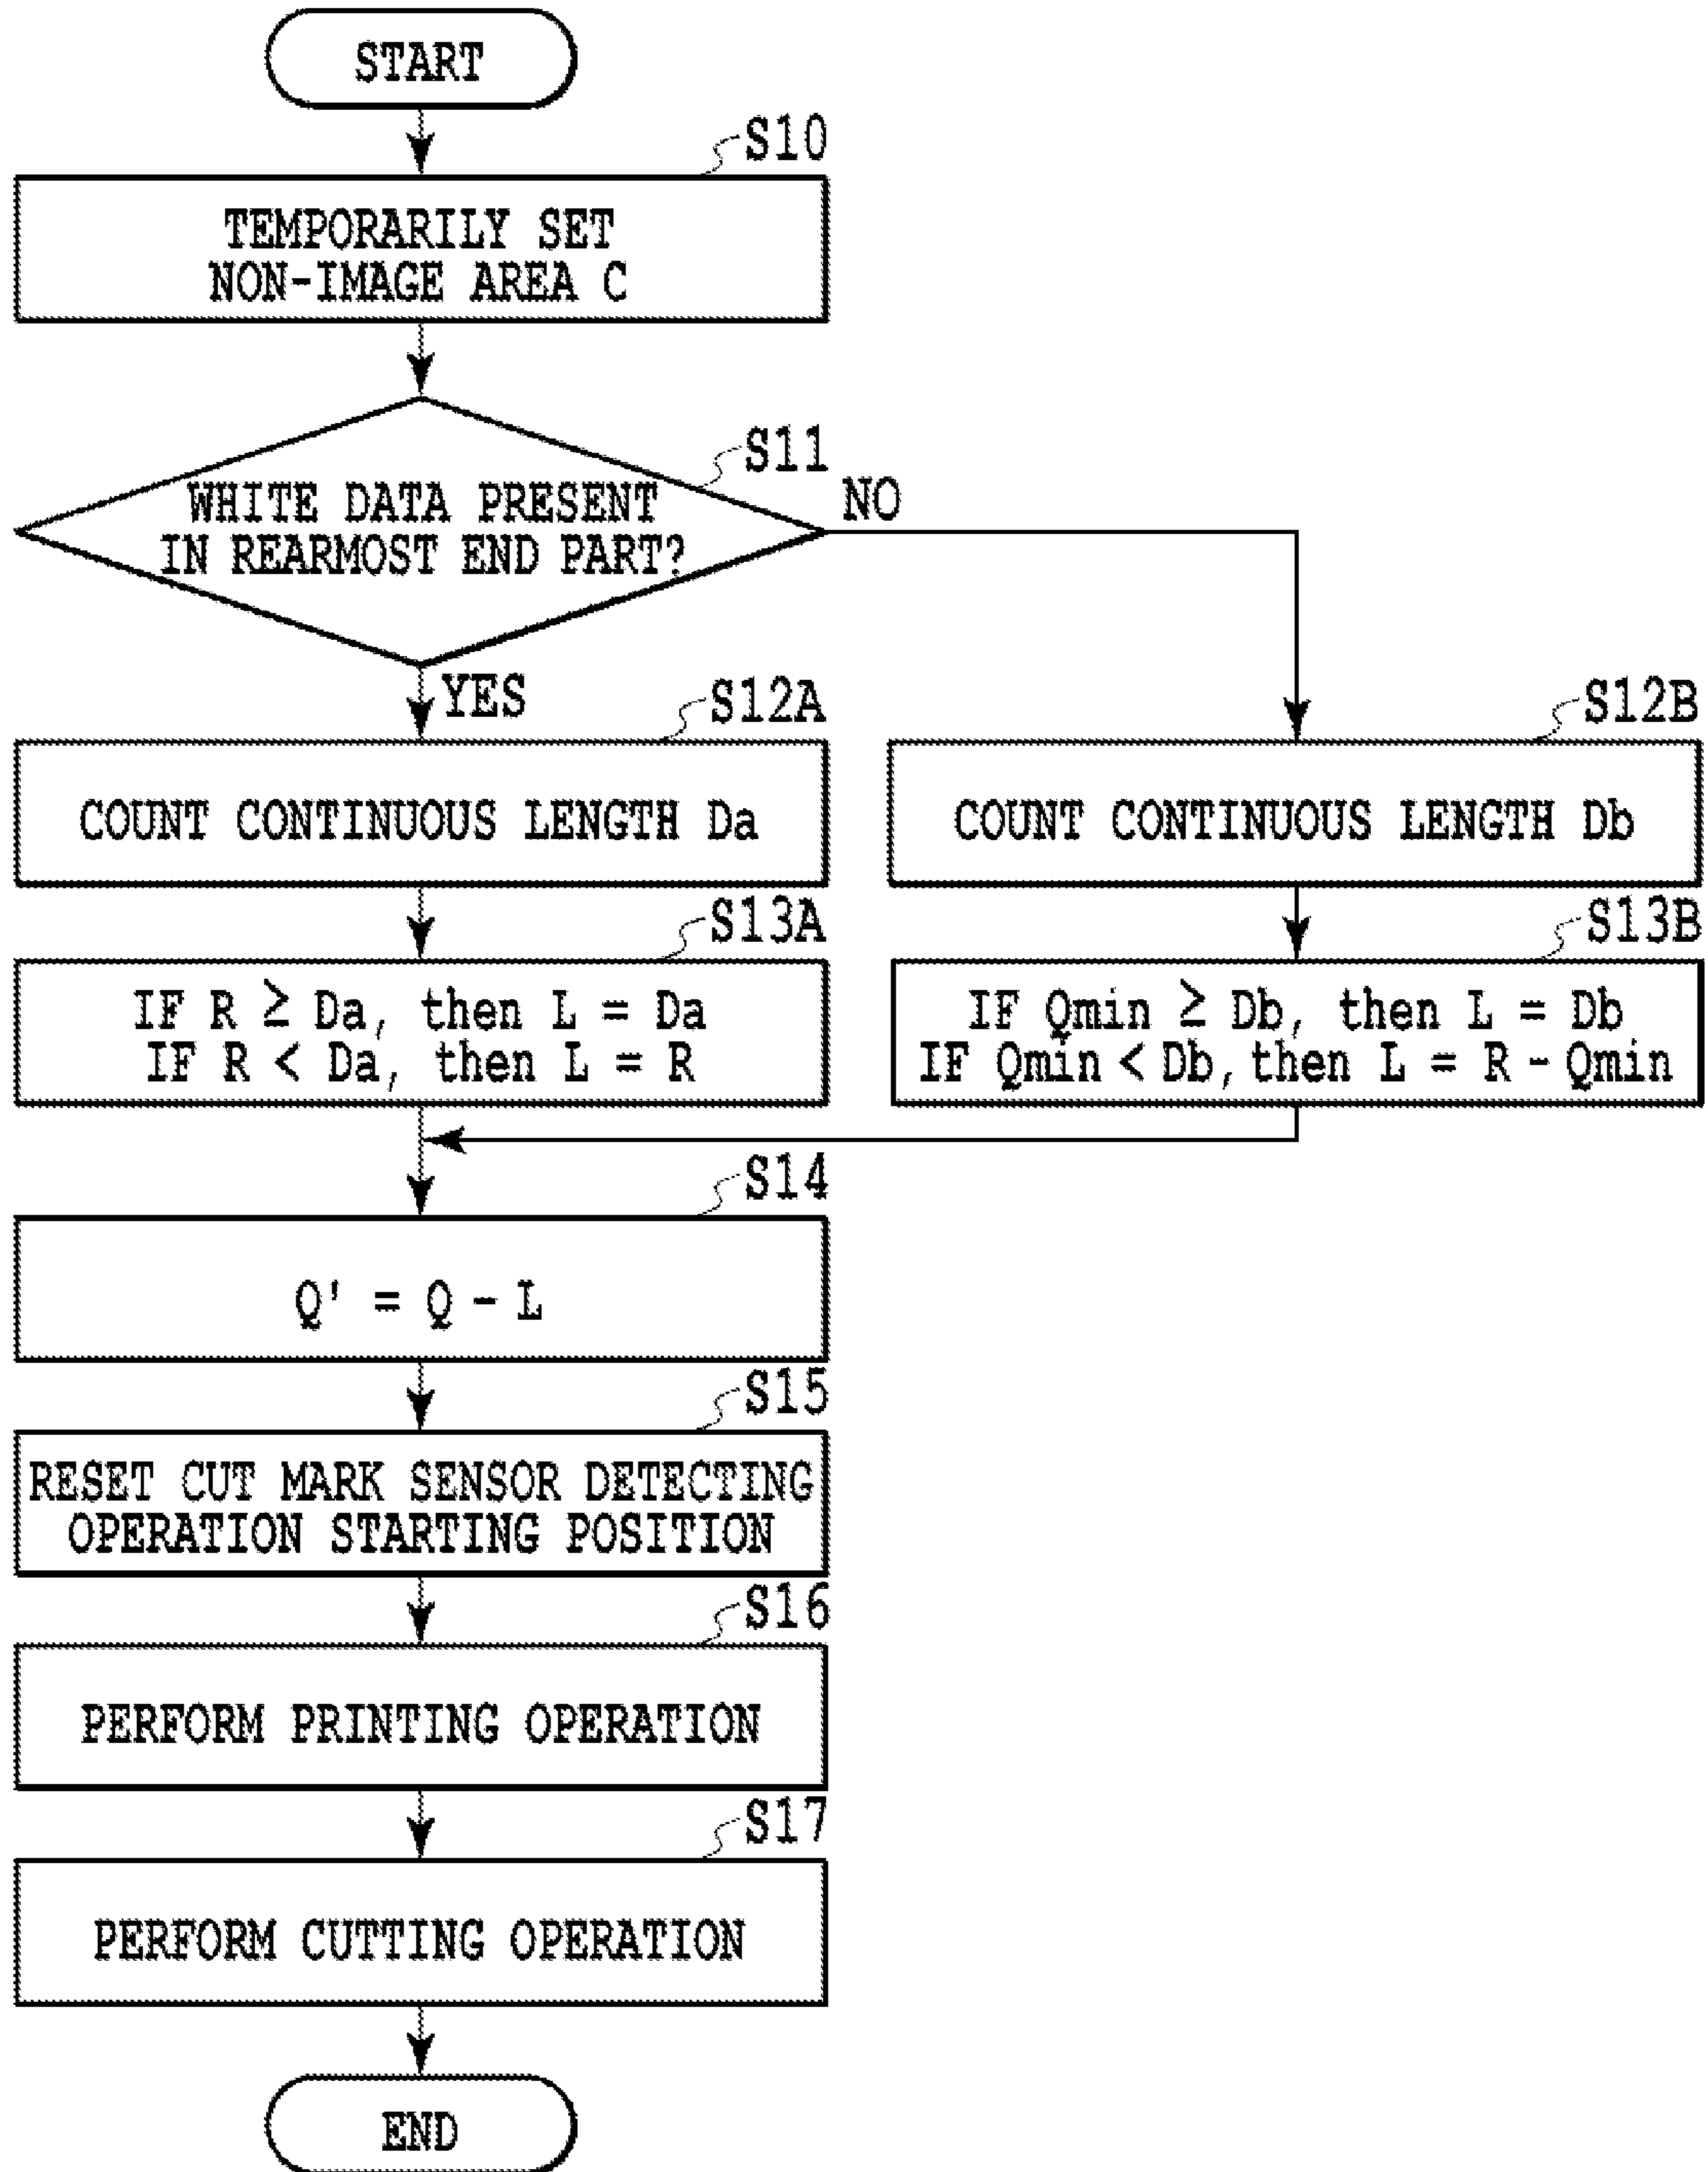 START
S10
TEMPORARILY SET
NON-IMAGE AREA C
S11
WHITE DATA PRESENT
IN REARMOST END PART?
NO
YES
S12A
COUNT CONTINUOUS LENGTH Da
S12B
COUNT CONTINUOUS LENGTH Db
S13A
IF R ≥ Da, then L = Da
IF R < Da, then L = R
S13B
IF Qmin ≥ Db, then L = Db
IF Qmin < Db, then L = R - Qmin
S14
Q' = Q - L
S15
RESET CUT MARK SENSOR DETECTING
OPERATION STARTING POSITION
S16
PERFORM PRINTING OPERATION
S17
PERFORM CUTTING OPERATION
END